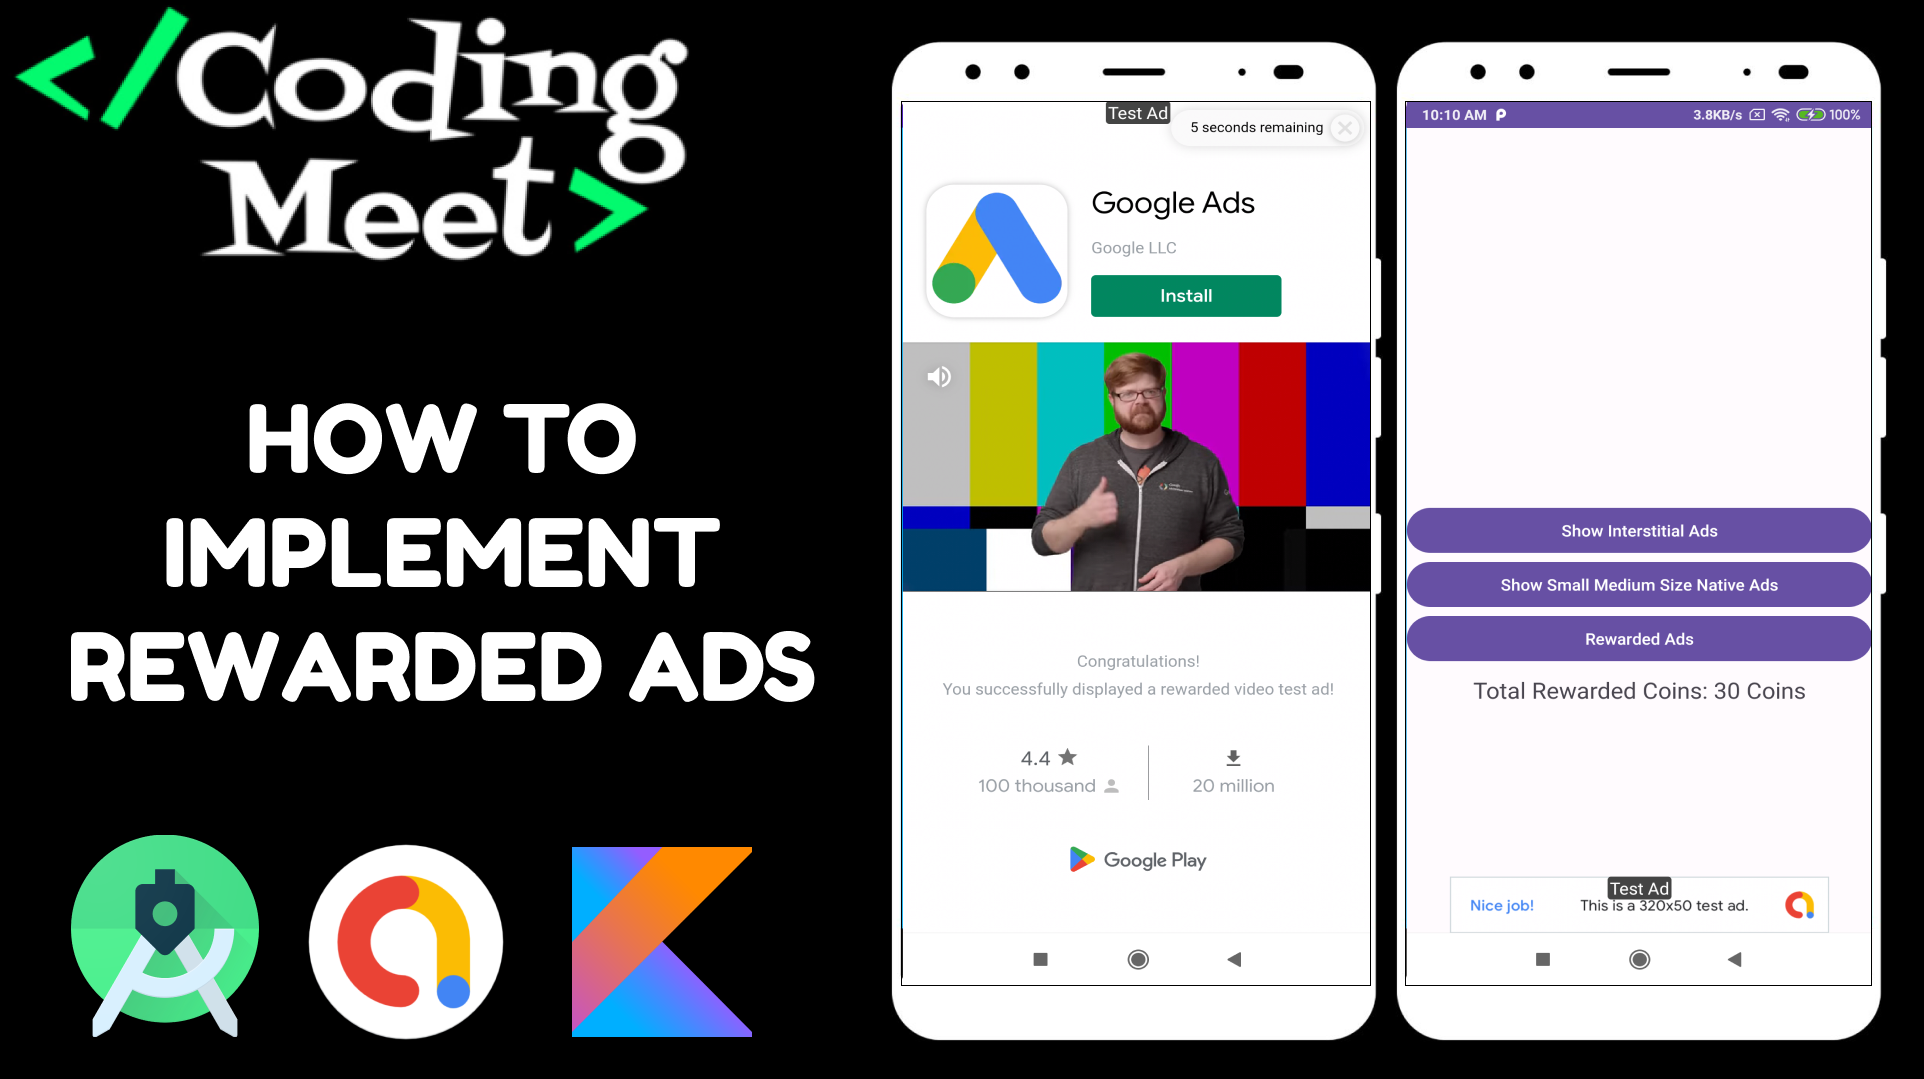 </Coding
Meet>
HOW TO
IMPLEMENT
REWARDED ADS
Test Ad
5 seconds remaining
Google Ads
Google LLC
Install
Congratulations!
You successfully displayed a rewarded video test ad!
4.4
100 thousand
20 million
Google Play
10:10 AM
3.8KB/s
100%
Show Interstitial Ads
Show Small Medium Size Native Ads
Rewarded Ads
Total Rewarded Coins: 30 Coins
Test Ad
Nice job!
This is a 320x50 test ad.